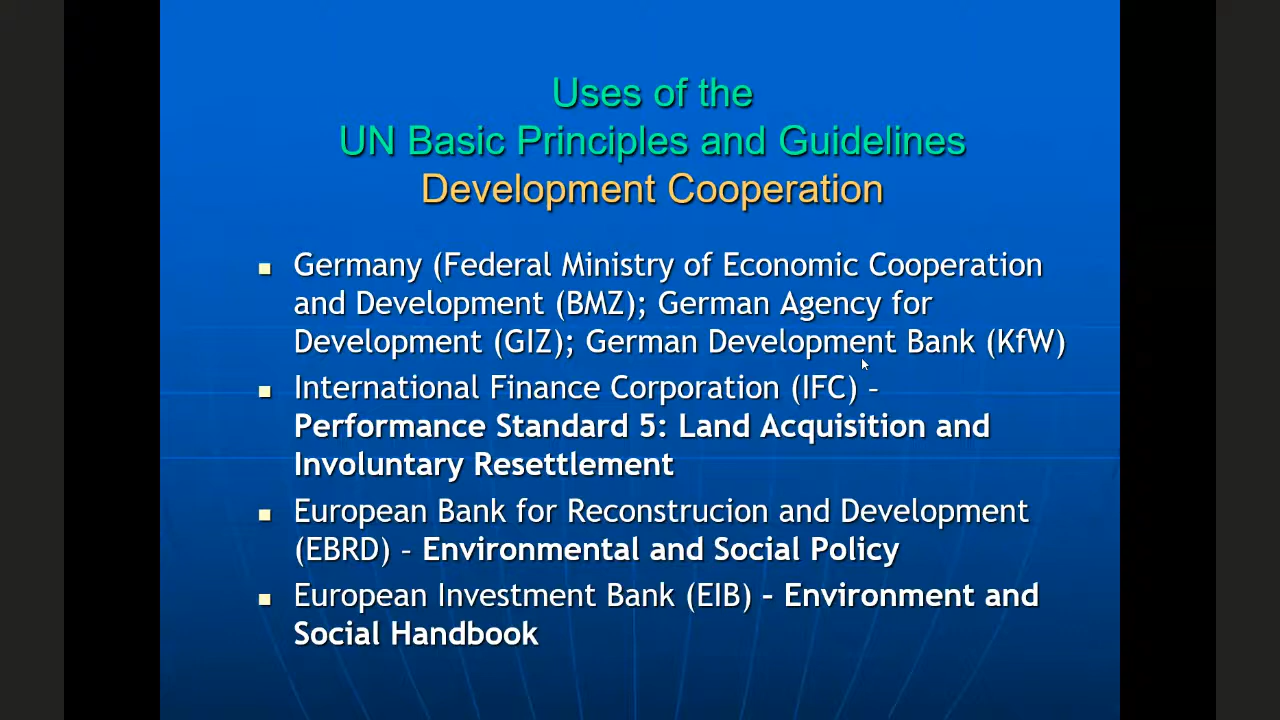 Uses of the
UN Basic Principles and Guidelines
Development Cooperation
Germany (Federal Ministry of Economic Cooperation
and Development (BMZ); German Agency for
Development (GIZ); German Development Bank (KfW)
International Finance Corporation (IFC) –
Performance Standard 5: Land Acquisition and
Involuntary Resettlement
European Bank for Reconstrucion and Development
(EBRD) – Environmental and Social Policy
European Investment Bank (EIB) – Environment and
Social Handbook